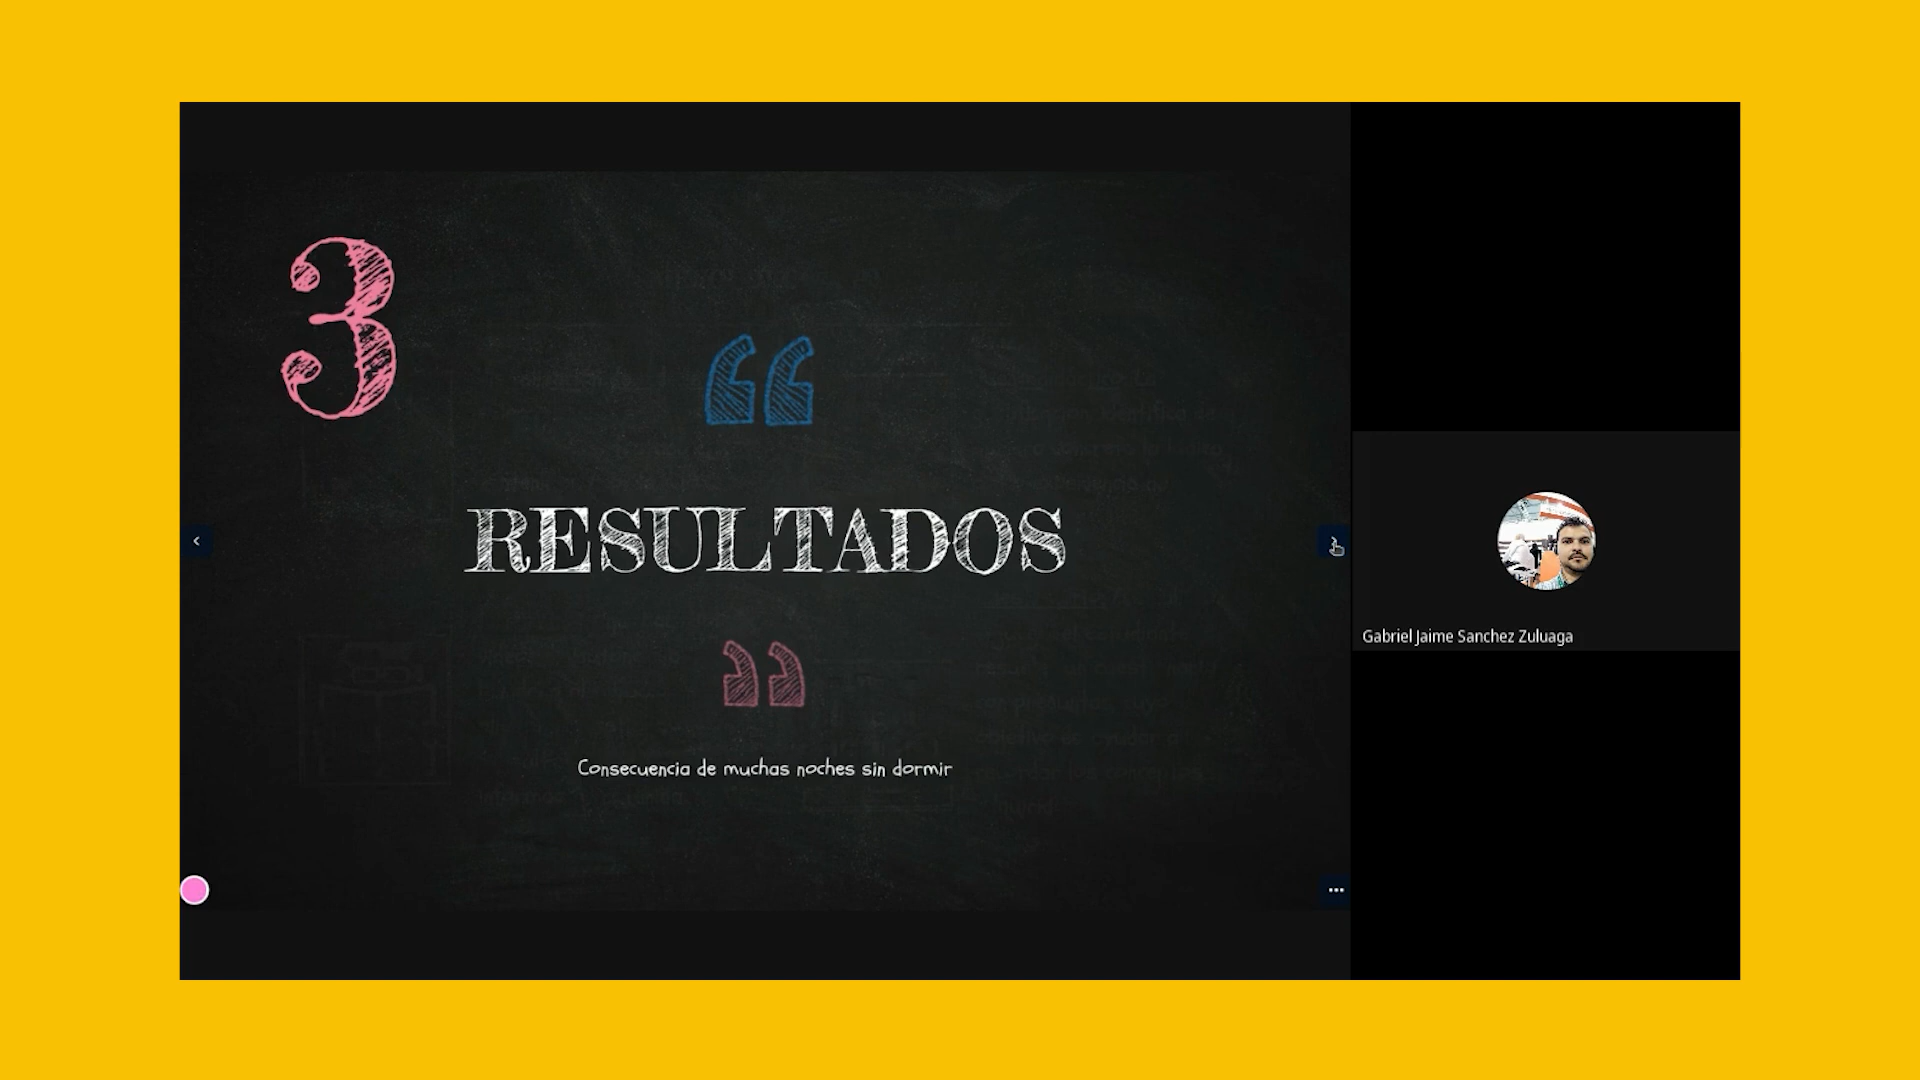 3
“
RESULTADOS
”
Consecuencia de muchas noches sin dormir
Gabriel Jaime Sanchez Zuluaga